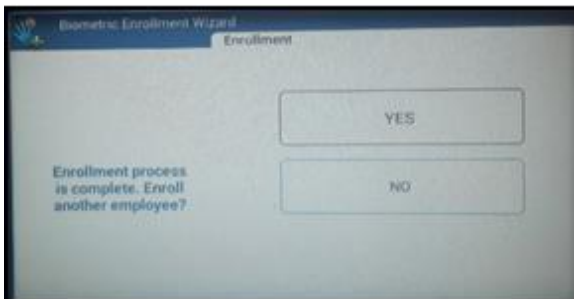 Biometric Enrollment Wizard
Enrollment
YES
Enrollment process
is complete. Enroll
another employee?
NO